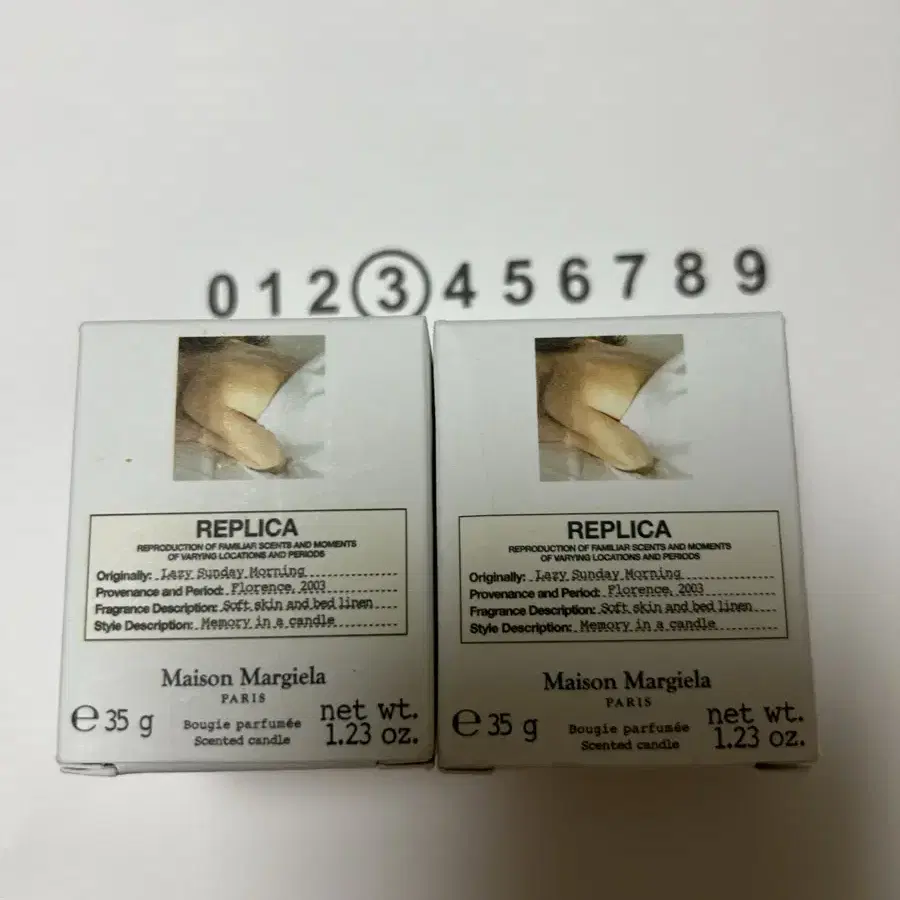 0 1 2 3 4 5 6 7 8 9
REPLICA
REPRODUCTION OF FAMILIAR SCENTS AND MOMENTS
OF VARYING LOCATIONS AND PERIODS
Originally: Lazy Sunday Morning
Provenance and Period: Florence, 2003
Fragrance Description: Soft skin and bed linen
Style Description: Memory in a candle
Maison Margiela
PARIS
℮ 35 g
Bougie parfumée
Scented candle
net wt.
1.23 oz.
REPLICA
REPRODUCTION OF FAMILIAR SCENTS AND MOMENTS
OF VARYING LOCATIONS AND PERIODS
Originally: Lazy Sunday Morning
Provenance and Period: Florence, 2003
Fragrance Description: Soft skin and bed linen
Style Description: Memory in a candle
Maison Margiela
PARIS
℮ 35 g
Bougie parfumée
Scented candle
net wt.
1.23 oz.